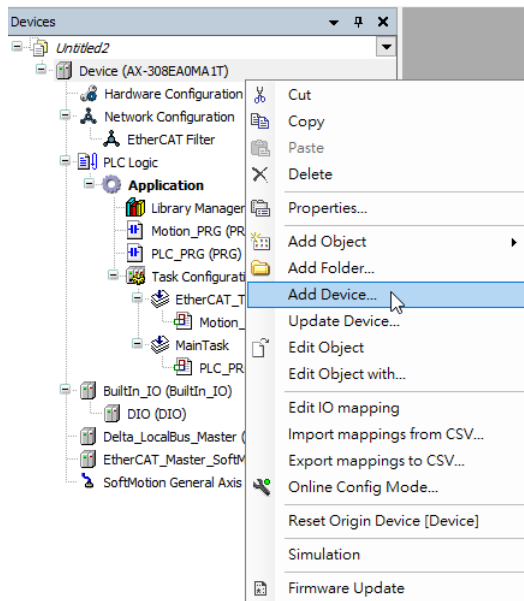 Devices
Untitled2
Device (AX-308EA0MA1T)
Hardware Configuration
Network Configuration
EtherCAT Filter
PLC Logic
Application
Library Manager
Motion_PRG (PR
PLC_PRG (PRG)
Task Configurati
EtherCAT_T
Motion_
MainTask
PLC_PR
BuiltIn_IO (BuiltIn_IO)
DIO (DIO)
Delta_LocalBus_Master (
EtherCAT_Master_SoftM
SoftMotion General Axis
Cut
Copy
Paste
Delete
Properties...
Add Object
Add Folder...
Add Device...
Update Device...
Edit Object
Edit Object with...
Edit IO mapping
Import mappings from CSV...
Export mappings to CSV...
Online Config Mode...
Reset Origin Device [Device]
Simulation
Firmware Update